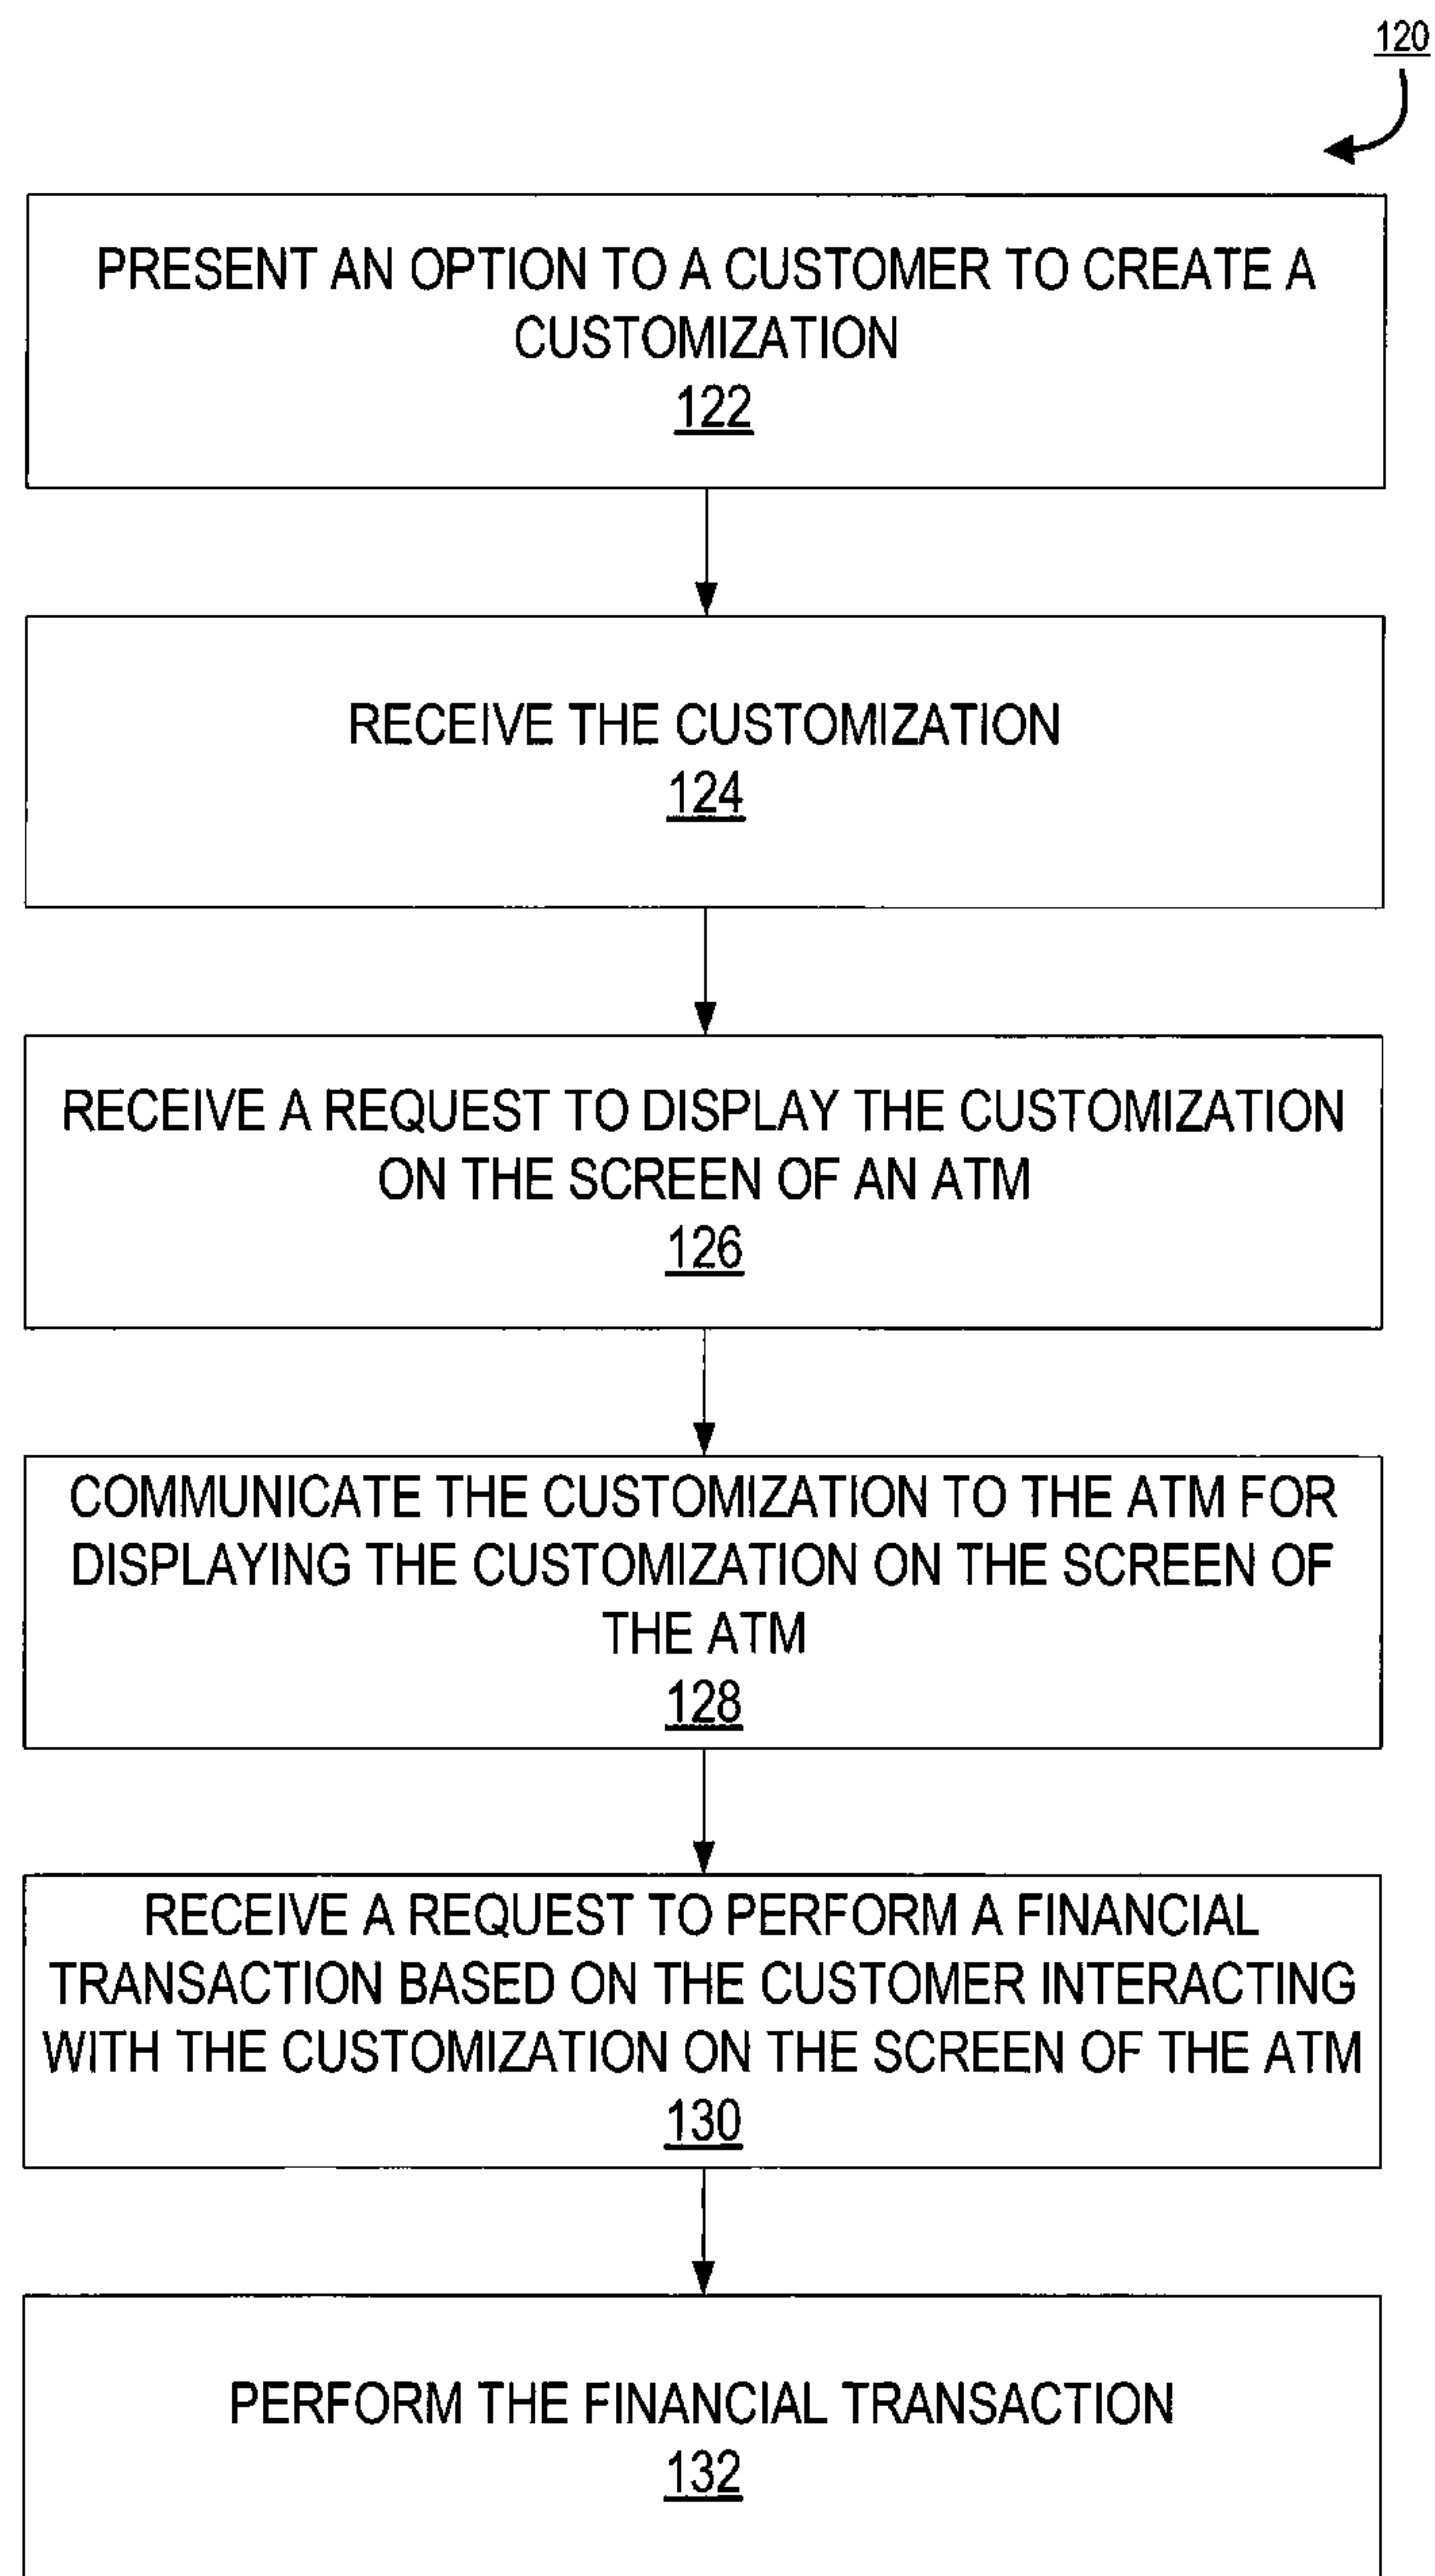 120
PRESENT AN OPTION TO A CUSTOMER TO CREATE A
CUSTOMIZATION
122
RECEIVE THE CUSTOMIZATION
124
RECEIVE A REQUEST TO DISPLAY THE CUSTOMIZATION
ON THE SCREEN OF AN ATM
126
COMMUNICATE THE CUSTOMIZATION TO THE ATM FOR
DISPLAYING THE CUSTOMIZATION ON THE SCREEN OF
THE ATM
128
RECEIVE A REQUEST TO PERFORM A FINANCIAL
TRANSACTION BASED ON THE CUSTOMER INTERACTING
WITH THE CUSTOMIZATION ON THE SCREEN OF THE ATM
130
PERFORM THE FINANCIAL TRANSACTION
132